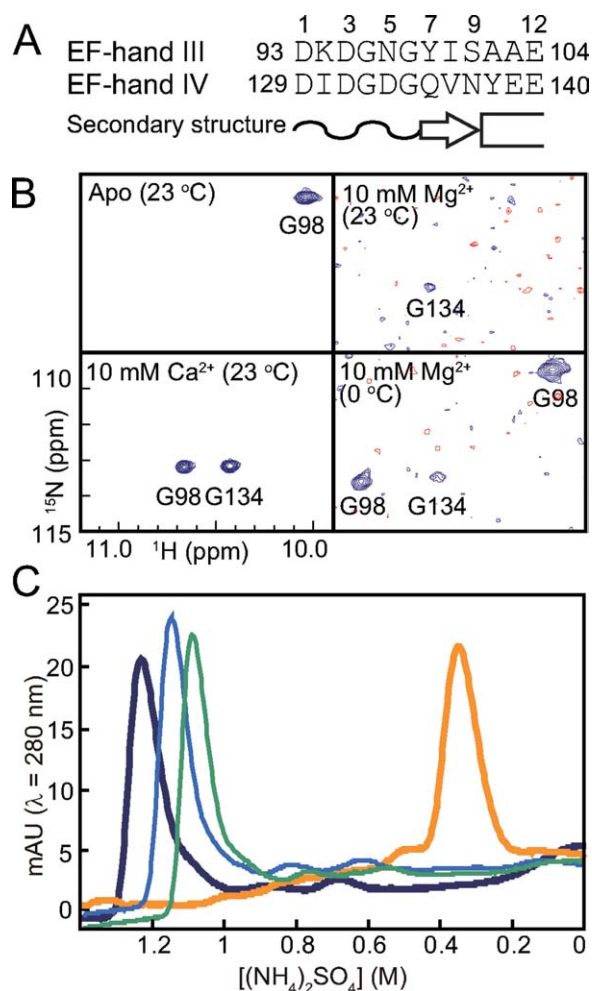 A
1 3 5 7 9 12
EF-hand III 93 DKDGNGYISAAE 104
EF-hand IV 129 DIDGDGQVNYEE 140
Secondary structure
B
Apo (23 °C)
G98
10 mM Mg2+
(23 °C)
G134
10 mM Ca2+ (23 °C)
G98 G134
10 mM Mg2+
(0 °C)
G98
G98
G134
110
115
15N (ppm)
11.0 10.0
1H (ppm)
C
25
20
15
10
5
0
mAU (λ = 280 nm)
1.2 1 0.8 0.6 0.4 0.2 0
[(NH4)2SO4] (M)